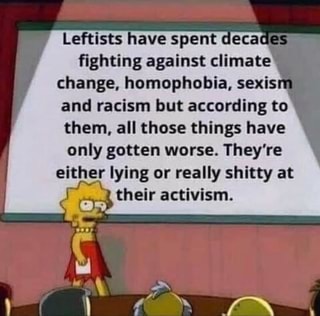 Leftists have spent decades
fighting against climate
change, homophobia, sexism
and racism but according to
them, all those things have
only gotten worse. They're
either lying or really shitty at
their activism.